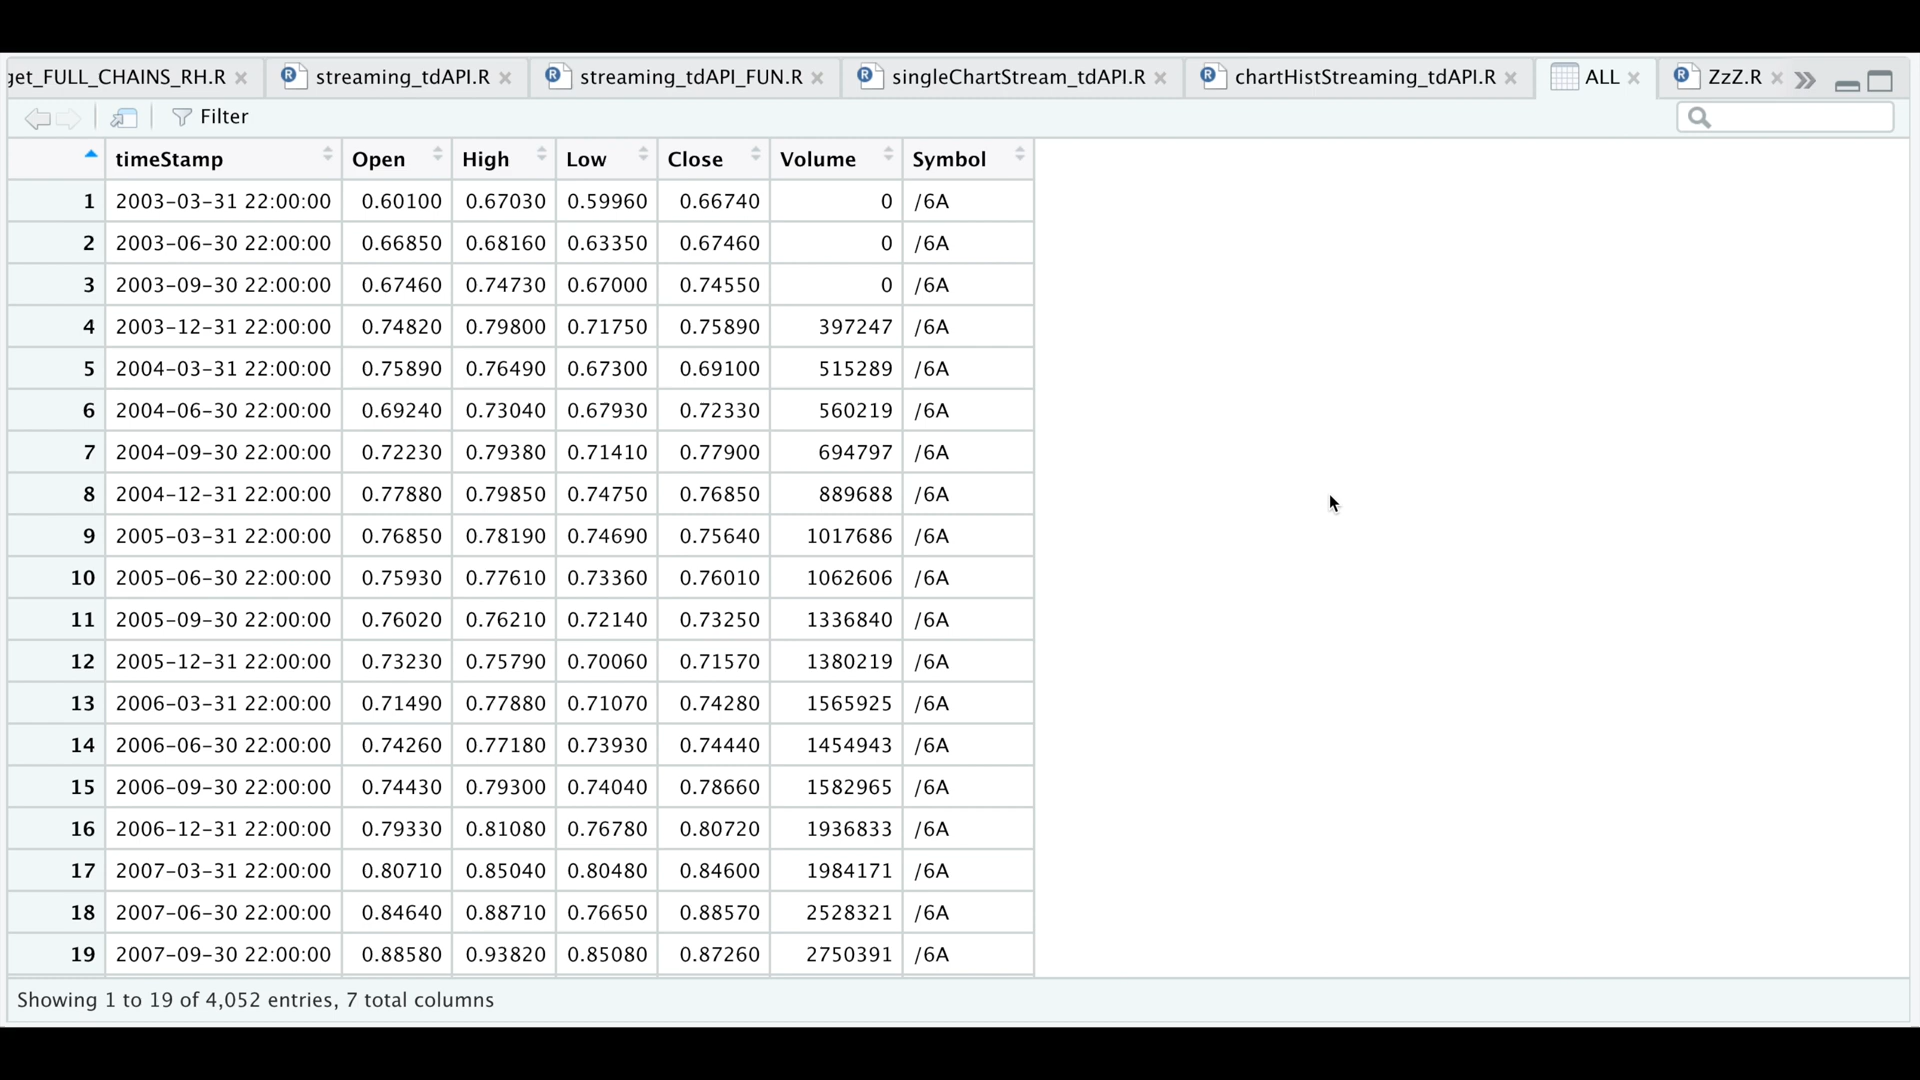 get_FULL_CHAINS_RH.R streaming_tdAPI.R streaming_tdAPI_FUN.R singleChartStream_tdAPI.R chartHistStreaming_tdAPI.R ALL ZzZ.R
Filter
timeStamp Open High Low Close Volume Symbol
1 2003-03-31 22:00:00 0.60100 0.67030 0.59960 0.66740 0 /6A
2 2003-06-30 22:00:00 0.66850 0.68160 0.63350 0.67460 0 /6A
3 2003-09-30 22:00:00 0.67460 0.74730 0.67000 0.74550 0 /6A
4 2003-12-31 22:00:00 0.74820 0.79800 0.71750 0.75890 397247 /6A
5 2004-03-31 22:00:00 0.75890 0.76490 0.67300 0.69100 515289 /6A
6 2004-06-30 22:00:00 0.69240 0.73040 0.67930 0.72330 560219 /6A
7 2004-09-30 22:00:00 0.72230 0.79380 0.71410 0.77900 694797 /6A
8 2004-12-31 22:00:00 0.77880 0.79850 0.74750 0.76850 889688 /6A
9 2005-03-31 22:00:00 0.76850 0.78190 0.74690 0.75640 1017686 /6A
10 2005-06-30 22:00:00 0.75930 0.77610 0.73360 0.76010 1062606 /6A
11 2005-09-30 22:00:00 0.76020 0.76210 0.72140 0.73250 1336840 /6A
12 2005-12-31 22:00:00 0.73230 0.75790 0.70060 0.71570 1380219 /6A
13 2006-03-31 22:00:00 0.71490 0.77880 0.71070 0.74280 1565925 /6A
14 2006-06-30 22:00:00 0.74260 0.77180 0.73930 0.74440 1454943 /6A
15 2006-09-30 22:00:00 0.74430 0.79300 0.74040 0.78660 1582965 /6A
16 2006-12-31 22:00:00 0.79330 0.81080 0.76780 0.80720 1936833 /6A
17 2007-03-31 22:00:00 0.80710 0.85040 0.80480 0.84600 1984171 /6A
18 2007-06-30 22:00:00 0.84640 0.88710 0.76650 0.88570 2528321 /6A
19 2007-09-30 22:00:00 0.88580 0.93820 0.85080 0.87260 2750391 /6A
Showing 1 to 19 of 4,052 entries, 7 total columns